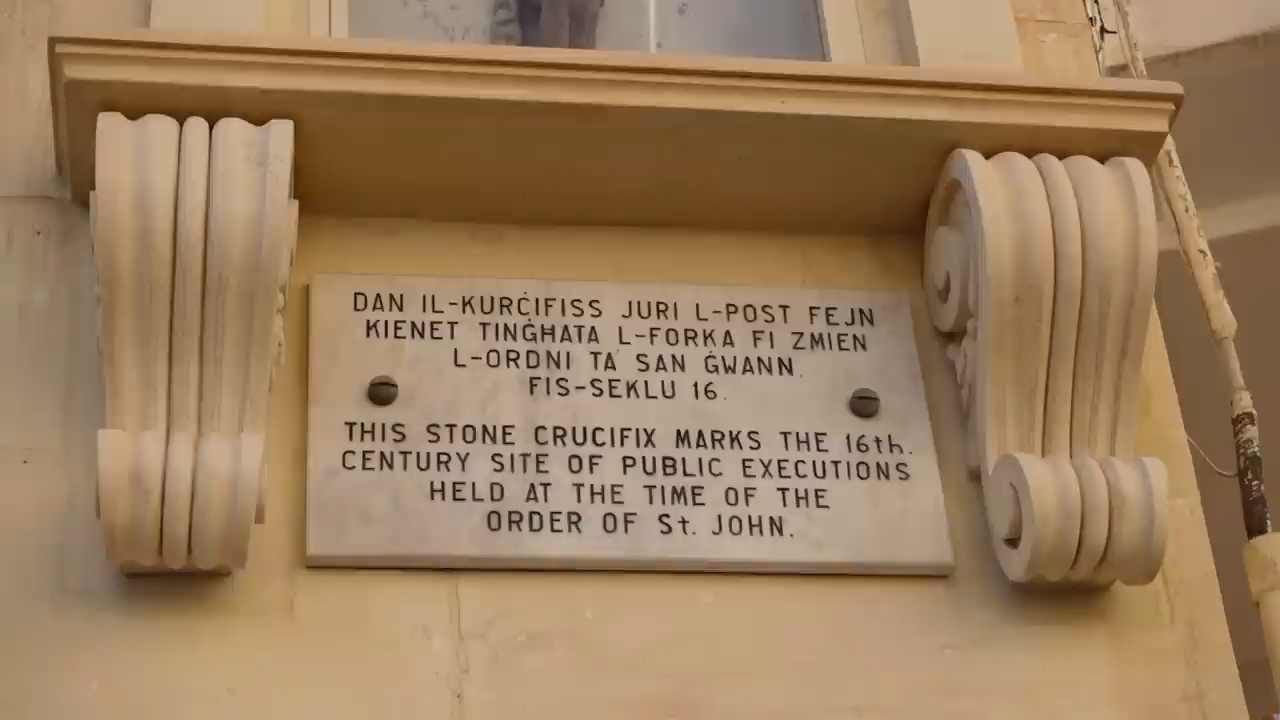 DAN IL-KURĊIFISS JURI L-POST FEJN
KIENET TINGĦATA L-FORKA FI ZMIEN
L-ORDNI TA' SAN ĠWANN.
FIS-SEKLU 16.
THIS STONE CRUCIFIX MARKS THE 16th.
CENTURY SITE OF PUBLIC EXECUTIONS
HELD AT THE TIME OF THE
ORDER OF St. JOHN.